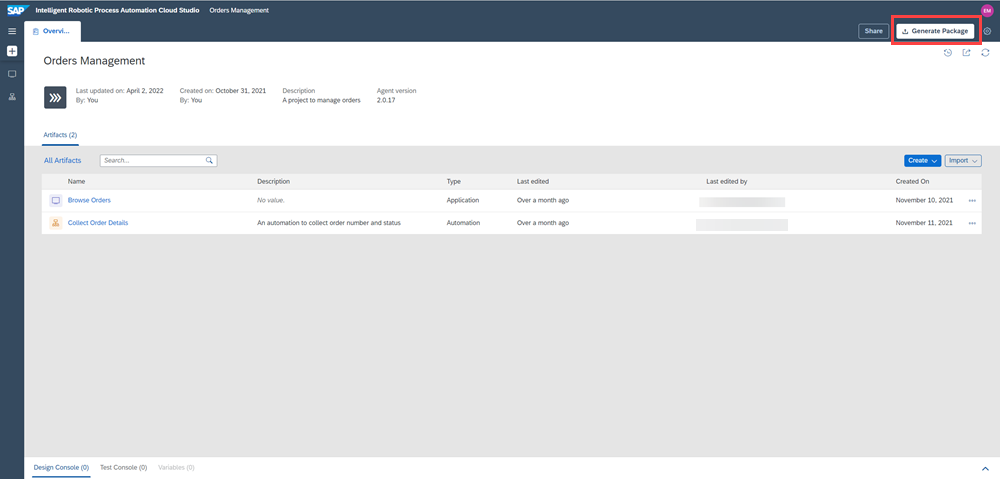 SAP Intelligent Robotic Process Automation Cloud Studio Orders Management EM
Overvi... Share Generate Package
Orders Management
Last updated on: April 2, 2022 Created on: October 31, 2021 Description Agent version
By: You By: You A project to manage orders 2.0.17
Artifacts (2)
All Artifacts Search... Create Import
Name Description Type Last edited Last edited by Created On
Browse Orders No value. Application Over a month ago November 10, 2021
Collect Order Details An automation to collect order number and status Automation Over a month ago November 11, 2021
Design Console (0) Test Console (0) Variables (0)